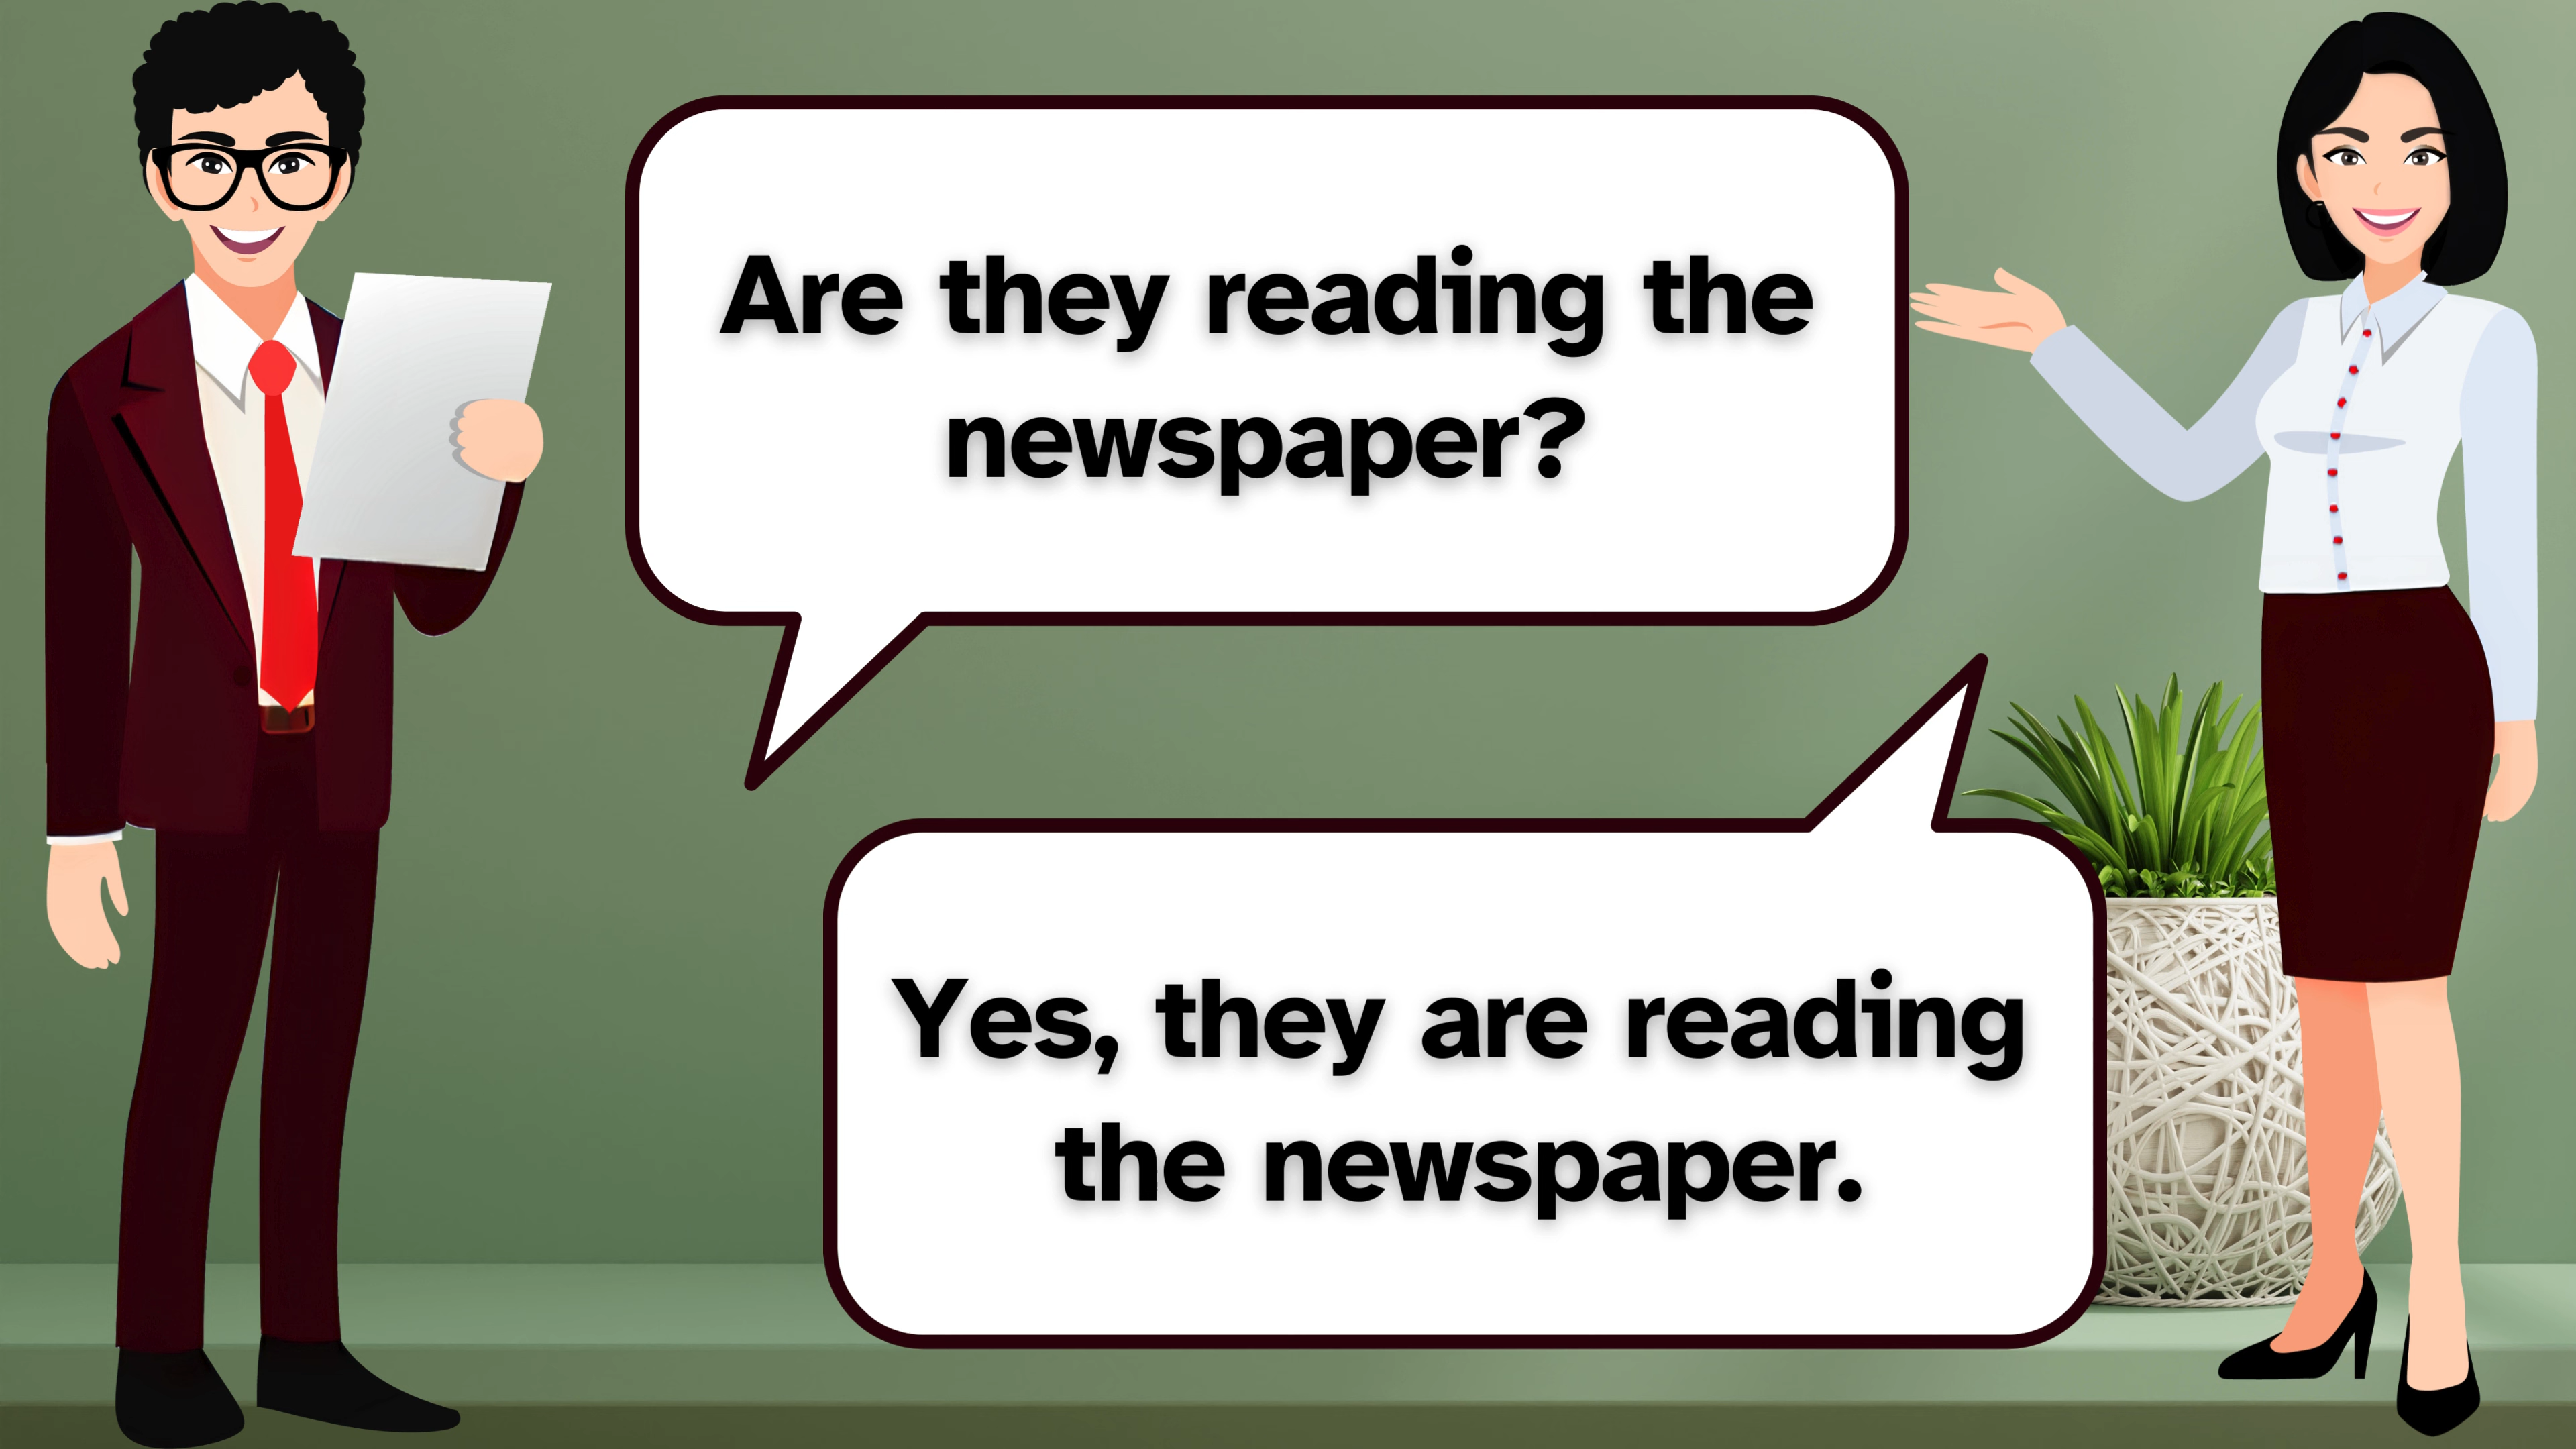 Are they reading the
newspaper?
Yes, they are reading
the newspaper.